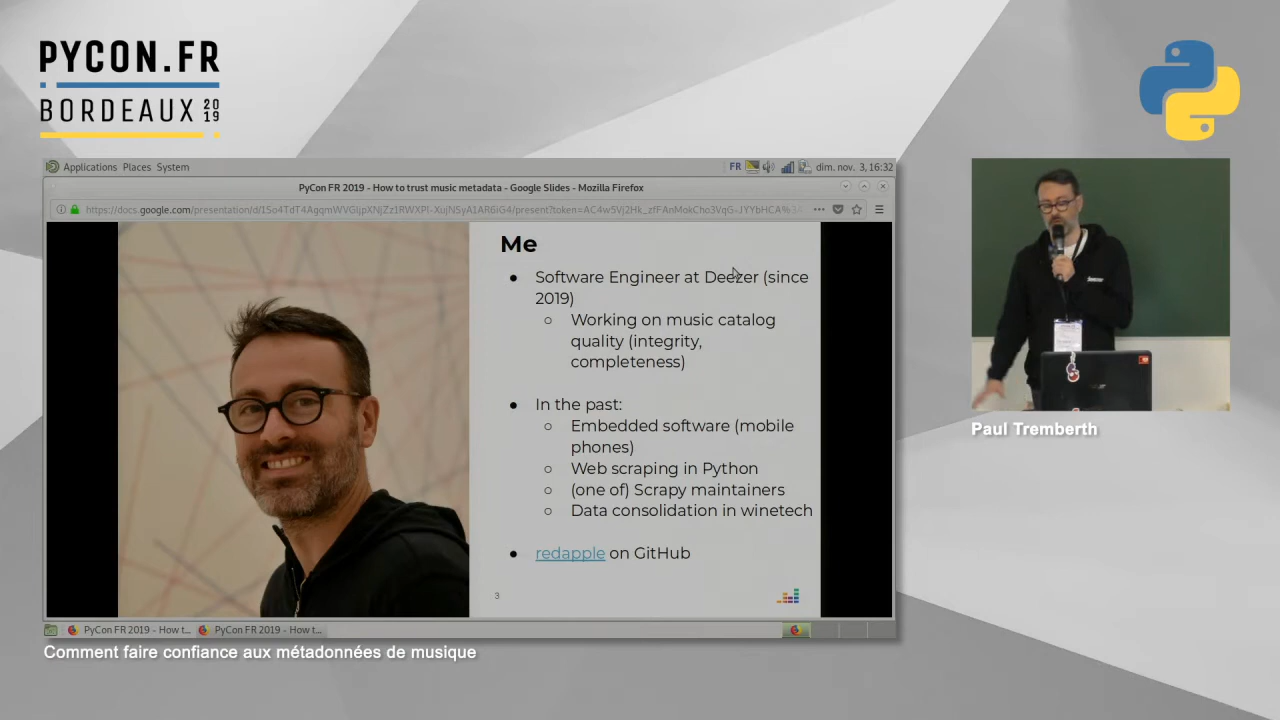 PYCON.FR
BORDEAUX 2019
Applications Places System
FR
dim. nov. 3, 16:32
PyCon FR 2019 - How to trust music metadata - Google Slides - Mozilla Firefox
Me
● Software Engineer at Deezer (since
2019)
○ Working on music catalog
quality (integrity,
completeness)
● In the past:
○ Embedded software (mobile
phones)
○ Web scraping in Python
○ (one of) Scrapy maintainers
○ Data consolidation in winetech
● redapple on GitHub
3
PyCon FR 2019 - How t...
PyCon FR 2019 - How t...
Comment faire confiance aux métadonnées de musique
Paul Tremberth